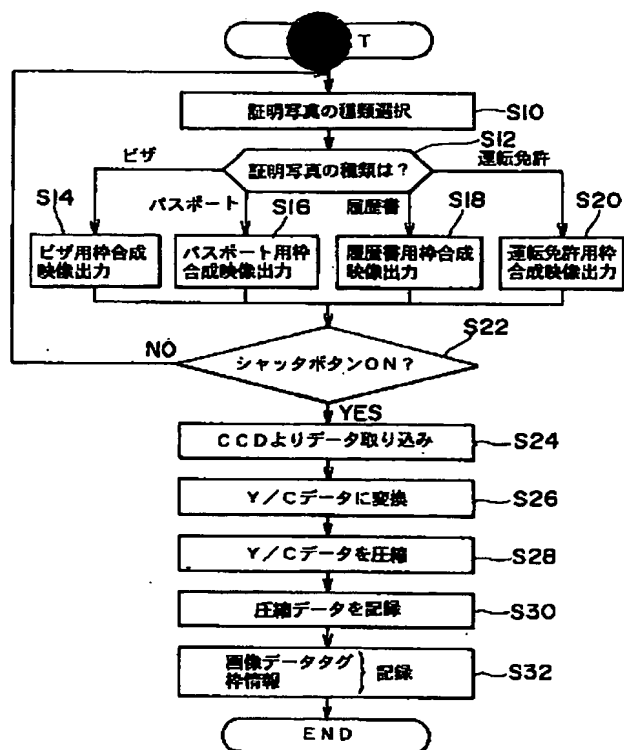 T
証明写真の種類選択
S10
S12
証明写真の種類は?
ビザ
運転免許
パスポート
履歴書
S14
S16
S18
S20
ビザ用枠合成
映像出力
パスポート用枠
合成映像出力
履歴書用枠合成
映像出力
運転免許用枠
合成映像出力
S22
NO
シャッタボタンON?
YES
CCDよりデータ取り込み
S24
Y/Cデータに変換
S26
Y/Cデータを圧縮
S28
圧縮データを記録
S30
画像データタグ
枠情報
記録
S32
END